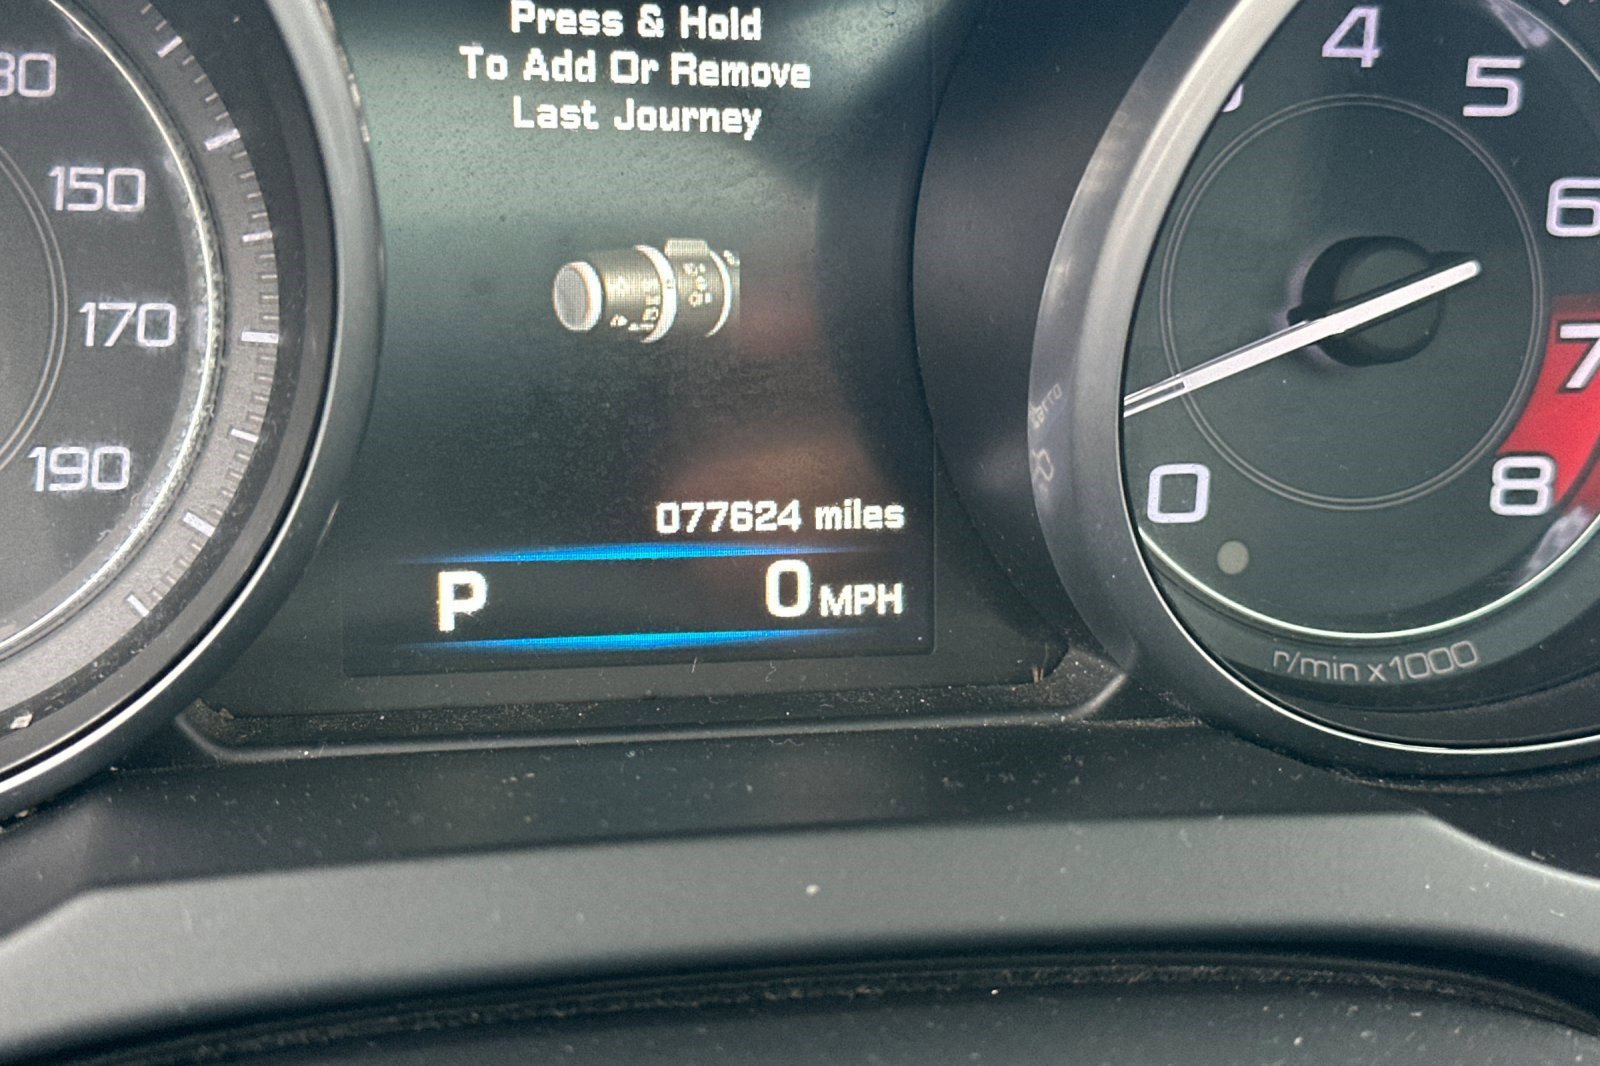 Press & Hold
To Add Or Remove
Last Journey
150
170
190
077624 miles
P
0 MPH
4
5
6
7
8
0
r/min x1000